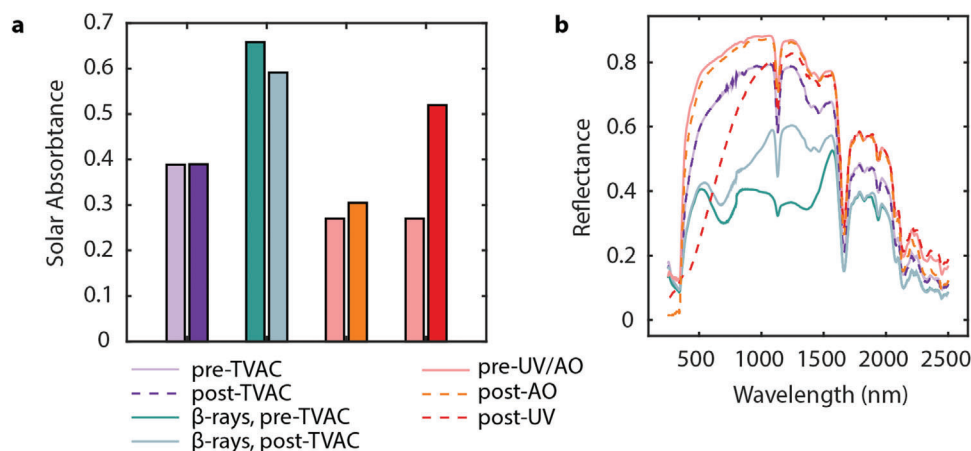 a
Solar Absorbtance
0.7
0.6
0.5
0.4
0.3
0.2
0.1
0
pre-TVAC
post-TVAC
β-rays, pre-TVAC
β-rays, post-TVAC
pre-UV/AO
post-AO
post-UV
b
Reflectance
0.8
0.6
0.4
0.2
0
500 1000 1500 2000 2500
Wavelength (nm)